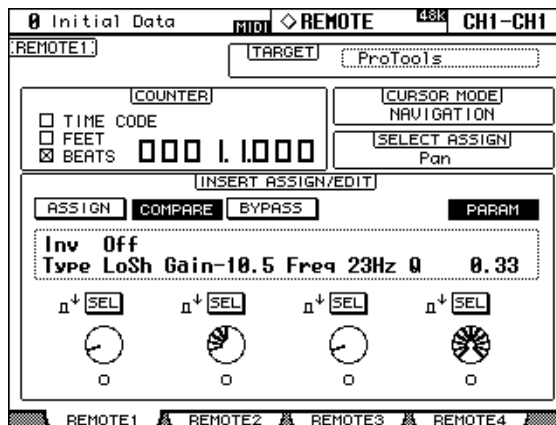 0 Initial Data MIDI ◇REMOTE 48K CH1-CH1
REMOTE1
TARGET ProTools
COUNTER
TIME CODE
FEET
BEATS 000 1. 1.000
CURSOR MODE
NAVIGATION
SELECT ASSIGN
Pan
INSERT ASSIGN/EDIT
ASSIGN COMPARE BYPASS PARAM
Inv Off
Type LoSh Gain-10.5 Freq 23Hz Q 0.33
SEL SEL SEL SEL
REMOTE1 REMOTE2 REMOTE3 REMOTE4